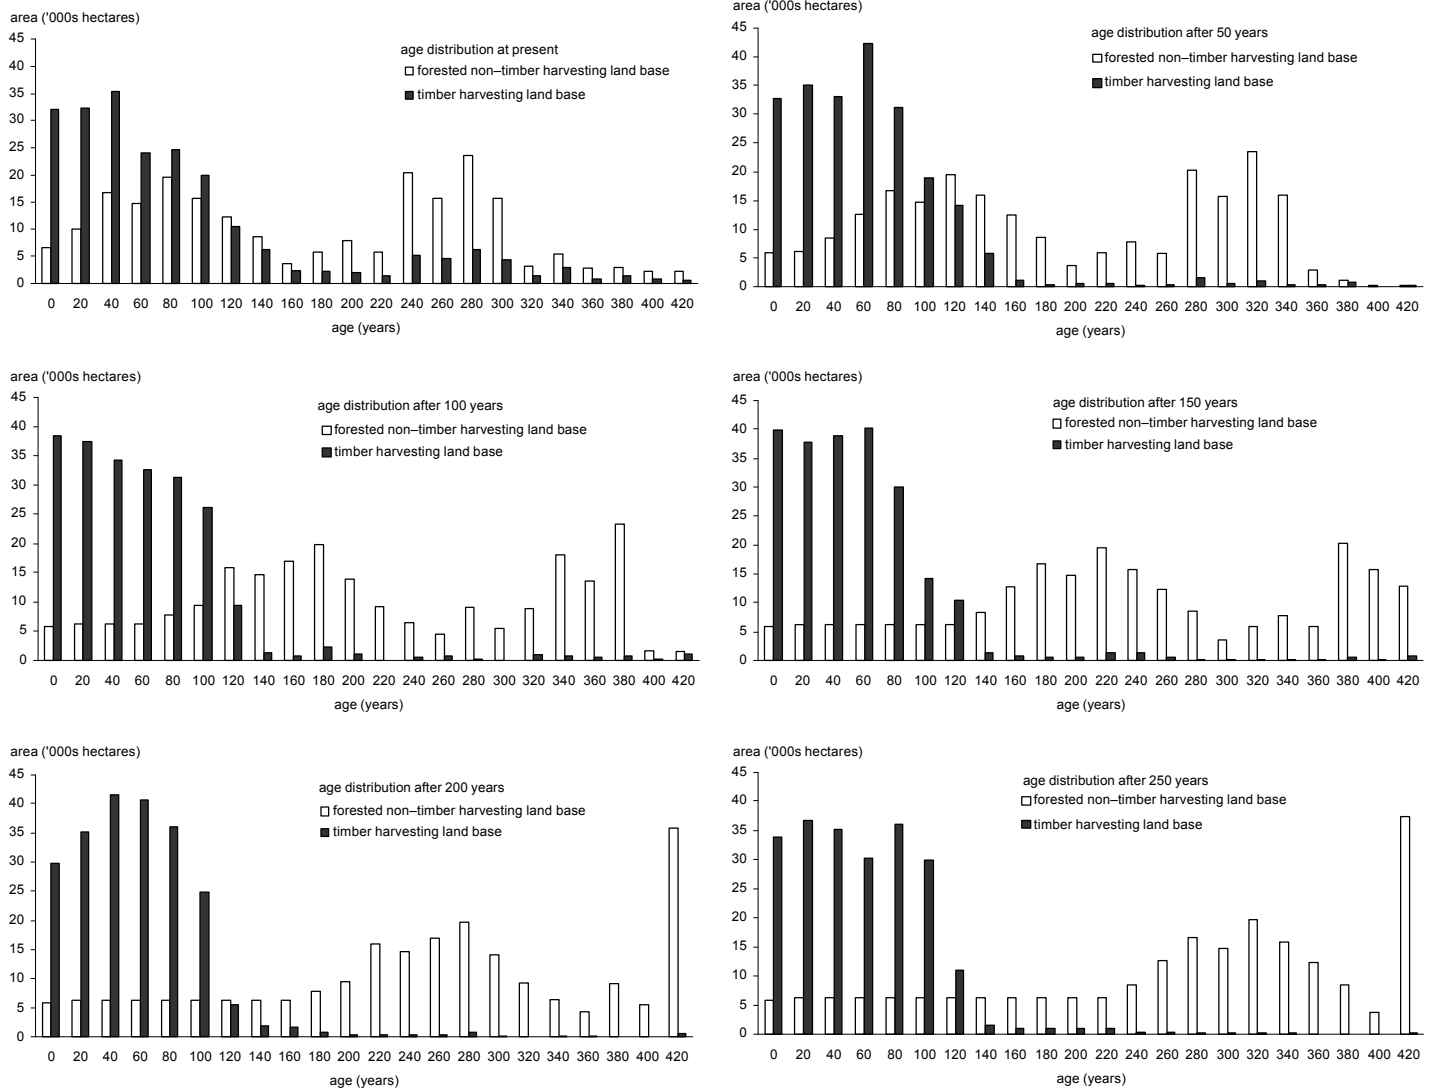 area ('000s hectares)
45
40
35
30
25
20
15
10
5
0
age distribution at present
forested non–timber harvesting land base
timber harvesting land base
0 20 40 60 80 100 120 140 160 180 200 220 240 260 280 300 320 340 360 380 400 420
age (years)
area ('000s hectares)
45
40
35
30
25
20
15
10
5
0
age distribution after 50 years
forested non–timber harvesting land base
timber harvesting land base
0 20 40 60 80 100 120 140 160 180 200 220 240 260 280 300 320 340 360 380 400 420
age (years)
area ('000s hectares)
45
40
35
30
25
20
15
10
5
0
age distribution after 100 years
forested non–timber harvesting land base
timber harvesting land base
0 20 40 60 80 100 120 140 160 180 200 220 240 260 280 300 320 340 360 380 400 420
age (years)
area ('000s hectares)
45
40
35
30
25
20
15
10
5
0
age distribution after 150 years
forested non–timber harvesting land base
timber harvesting land base
0 20 40 60 80 100 120 140 160 180 200 220 240 260 280 300 320 340 360 380 400 420
age (years)
area ('000s hectares)
45
40
35
30
25
20
15
10
5
0
age distribution after 200 years
forested non–timber harvesting land base
timber harvesting land base
0 20 40 60 80 100 120 140 160 180 200 220 240 260 280 300 320 340 360 380 400 420
age (years)
area ('000s hectares)
45
40
35
30
25
20
15
10
5
0
age distribution after 250 years
forested non–timber harvesting land base
timber harvesting land base
0 20 40 60 80 100 120 140 160 180 200 220 240 260 280 300 320 340 360 380 400 420
age (years)